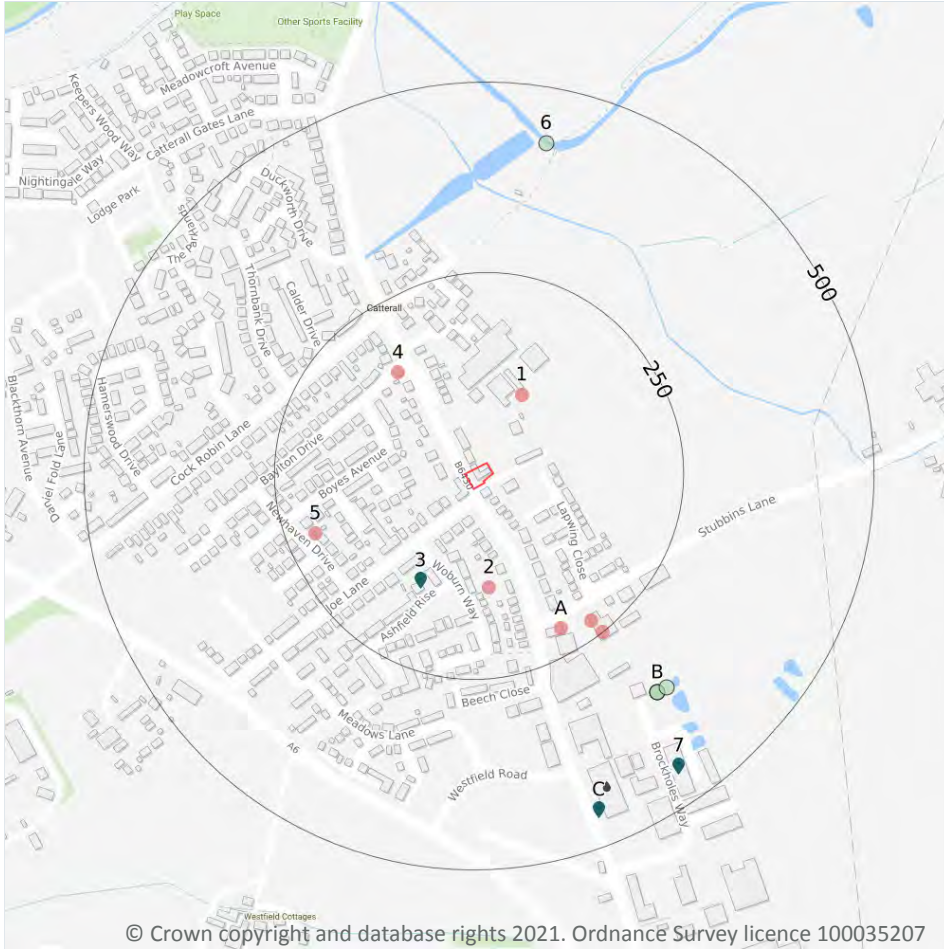 Play Space
Other Sports Facility
Meadowcroft Avenue
Keepers Wood Way
Catterall Gates Lane
6
Nightingale Way
Lodge Park
Duckworth Drive
500
Thornbank Drive
Calder Drive
Catterall
4
1
250
Blackthorn Avenue
Hamerswood Drive
Cock Robin Lane
Baylton Drive
Boyes Avenue
B6430
Daniel Fold Lane
Newhaven Drive
5
Lapwing Close
Stubbins Lane
3
Woburn Way
2
Joe Lane
Ashfield Rise
A
B
Beech Close
Meadows Lane
A6
7
Westfield Road
Brockholes Way
C
Westfield Cottages
© Crown copyright and database rights 2021. Ordnance Survey licence 100035207